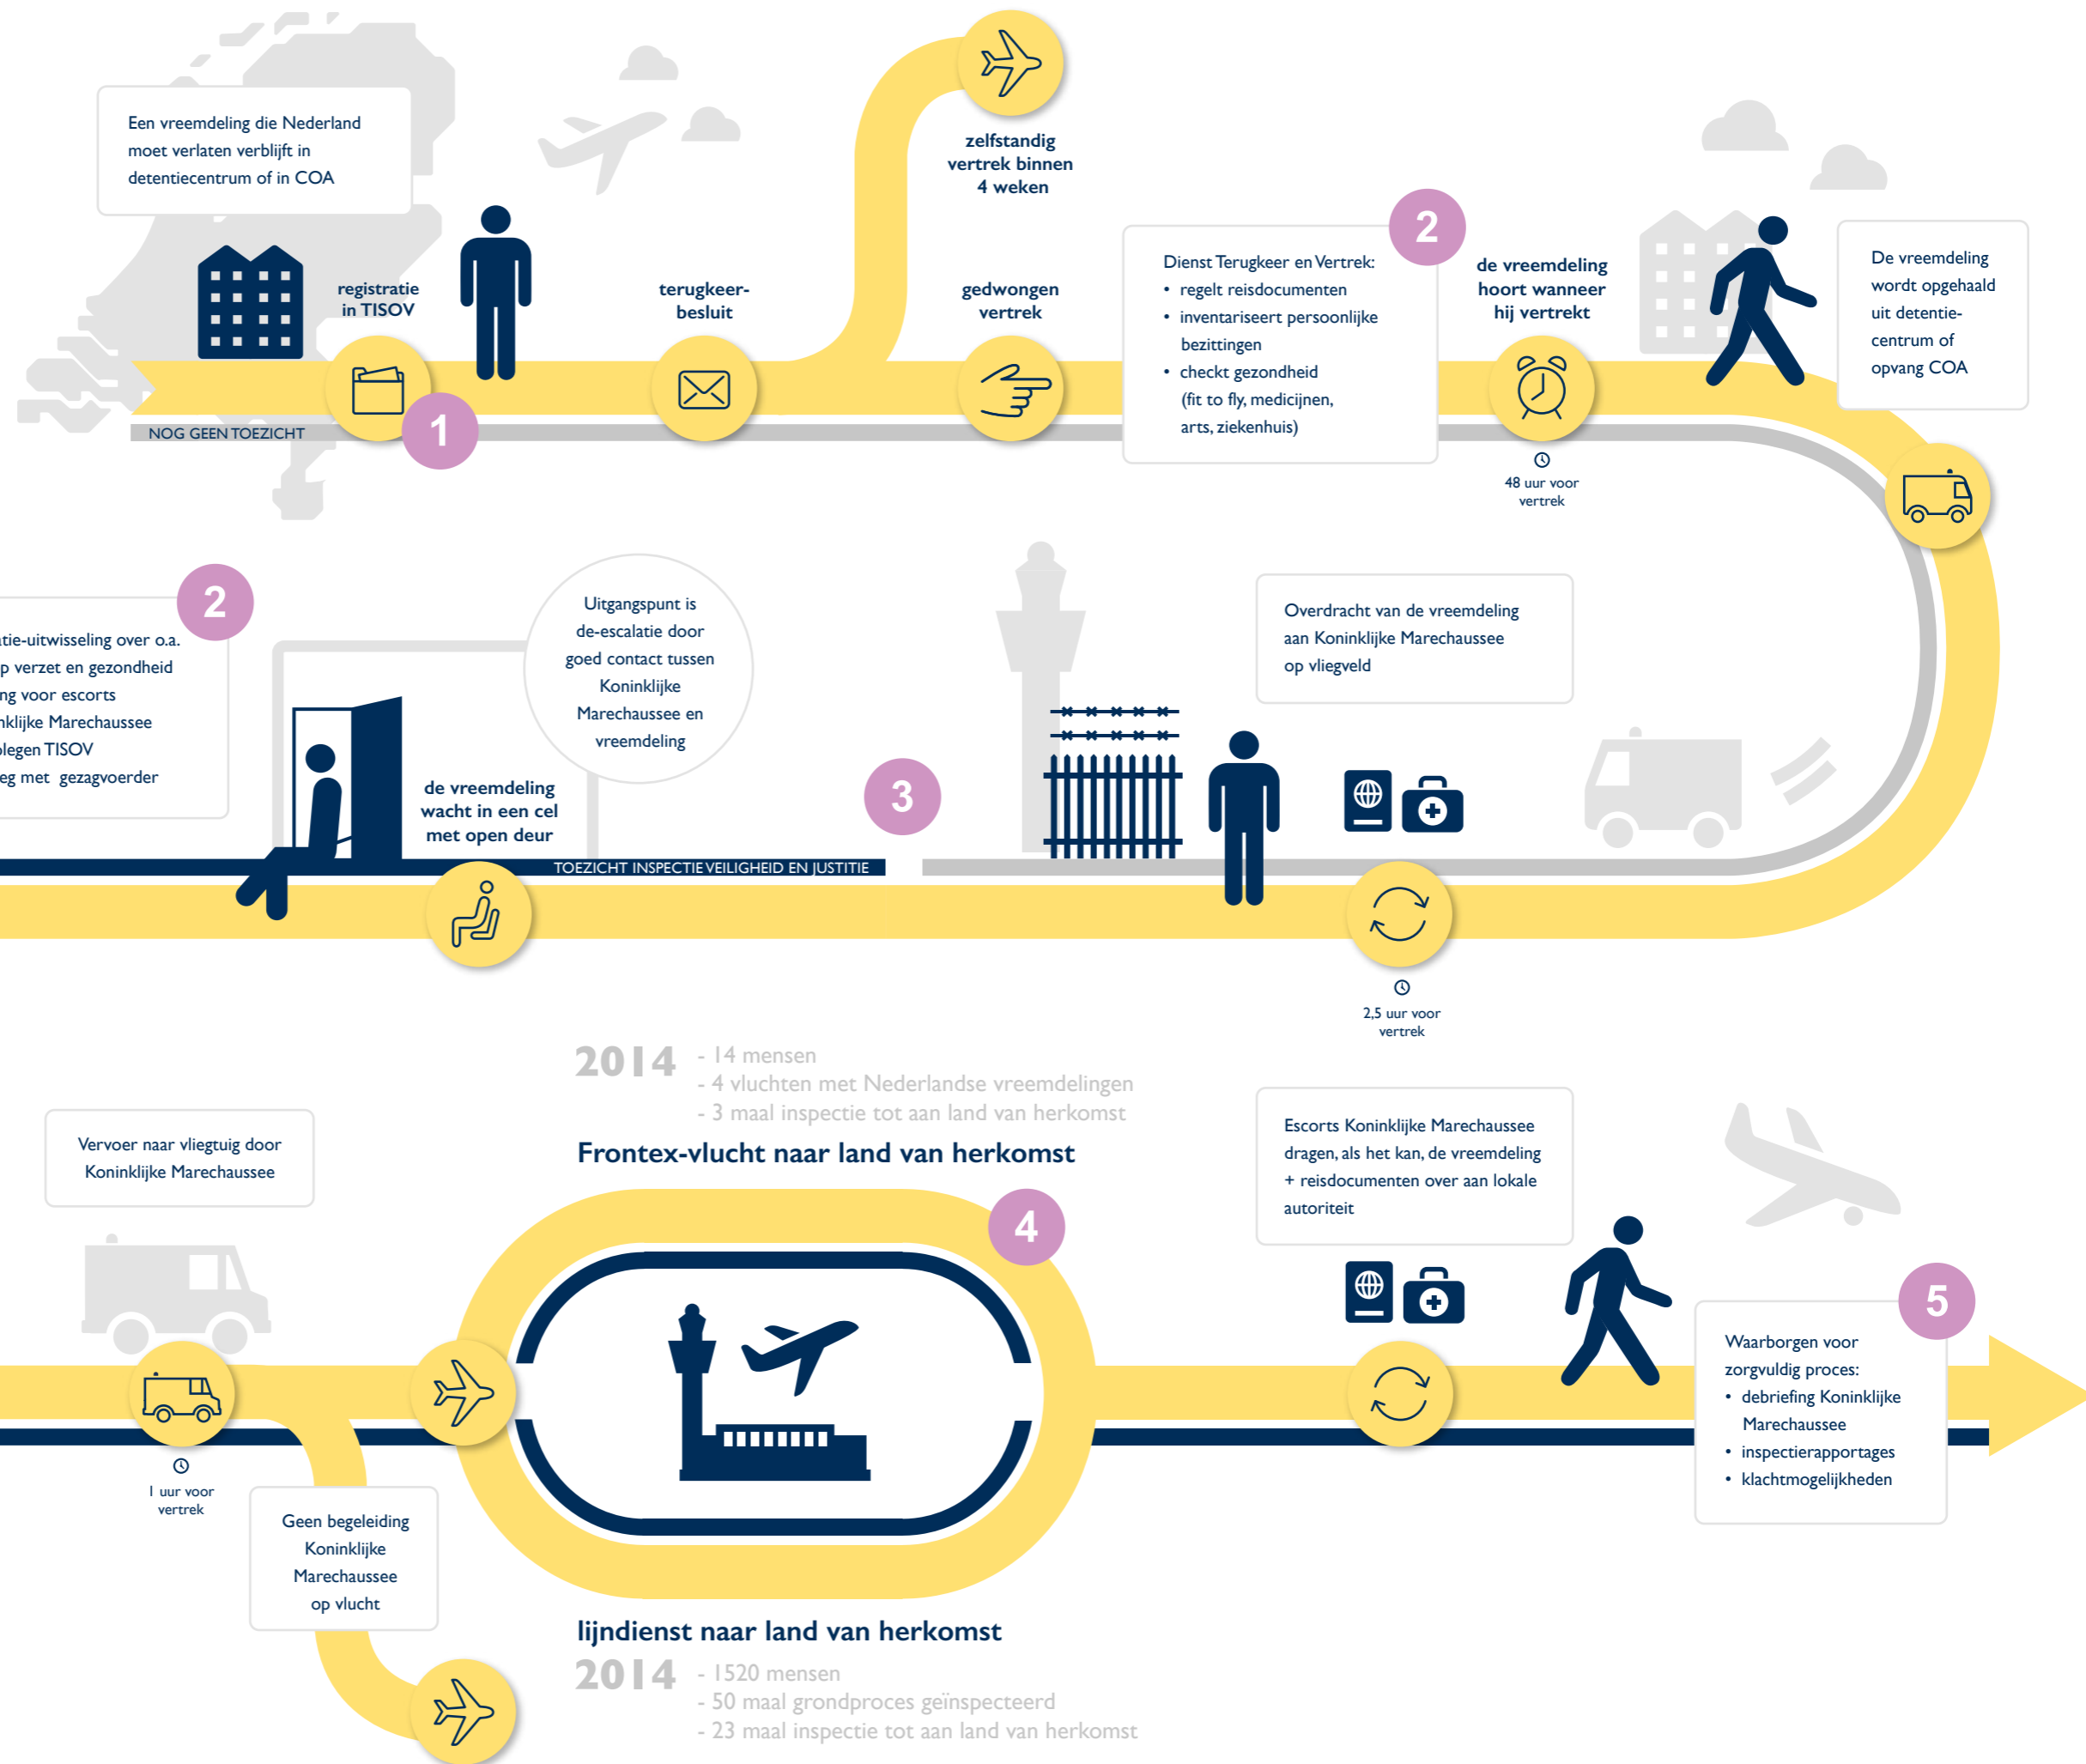 Een vreemdeling die Nederland
moet verlaten verblijft in
detentiecentrum of in COA
registratie
in TISOV
1
NOG GEEN TOEZICHT
terugkeer-
besluit
zelfstandig
vertrek binnen
4 weken
gedwongen
vertrek
2
Dienst Terugkeer en Vertrek:
• regelt reisdocumenten
• inventariseert persoonlijke
bezittingen
• checkt gezondheid
(fit to fly, medicijnen,
arts, ziekenhuis)
de vreemdeling
hoort wanneer
hij vertrekt
48 uur voor
vertrek
De vreemdeling
wordt opgehaald
uit detentie-
centrum of
opvang COA
Overdracht van de vreemdeling
aan Koninklijke Marechaussee
op vliegveld
2,5 uur voor
vertrek
3
TOEZICHT INSPECTIE VEILIGHEID EN JUSTITIE
Uitgangspunt is
de-escalatie door
goed contact tussen
Koninklijke
Marechaussee en
vreemdeling
de vreemdeling
wacht in een cel
met open deur
2
tie-uitwisseling over o.a.
p verzet en gezondheid
ng voor escorts
nklijke Marechaussee
legen TISOV
eg met gezagvoerder
Vervoer naar vliegtuig door
Koninklijke Marechaussee
1 uur voor
vertrek
Geen begeleiding
Koninklijke
Marechaussee
op vlucht
2014
- 14 mensen
- 4 vluchten met Nederlandse vreemdelingen
- 3 maal inspectie tot aan land van herkomst
Frontex-vlucht naar land van herkomst
4
lijndienst naar land van herkomst
2014
- 1520 mensen
- 50 maal grondproces geïnspecteerd
- 23 maal inspectie tot aan land van herkomst
Escorts Koninklijke Marechaussee
dragen, als het kan, de vreemdeling
+ reisdocumenten over aan lokale
autoriteit
5
Waarborgen voor
zorgvuldig proces:
• debriefing Koninklijke
Marechaussee
• inspectierapportages
• klachtmogelijkheden